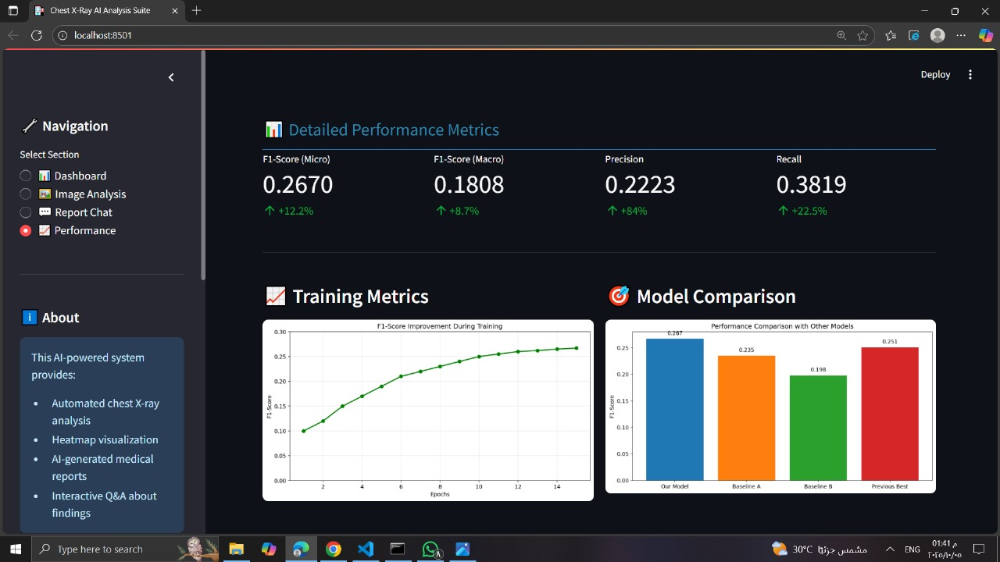 Chest X-Ray AI Analysis Suite
localhost:8501
Deploy
Navigation
Select Section
Dashboard
Image Analysis
Report Chat
Performance
About
This AI-powered system
provides:
• Automated chest X-ray
analysis
• Heatmap visualization
• AI-generated medical
reports
• Interactive Q&A about
findings
Detailed Performance Metrics
F1-Score (Micro)
0.2670
↑ +12.2%
F1-Score (Macro)
0.1808
↑ +8.7%
Precision
0.2223
↑ +84%
Recall
0.3819
↑ +22.5%
Training Metrics
F1-Score Improvement During Training
F1-Score
0.30
0.25
0.20
0.15
0.10
0.05
0.00
2 4 6 8 10 12 14
Epochs
Model Comparison
Performance Comparison with Other Models
F1-Score
0.25
0.20
0.15
0.10
0.05
0.00
0.267
0.235
0.198
0.251
Our Model Baseline A Baseline B Previous Best
Type here to search
30°C مشمس جزئيًا
ENG
01:41 م